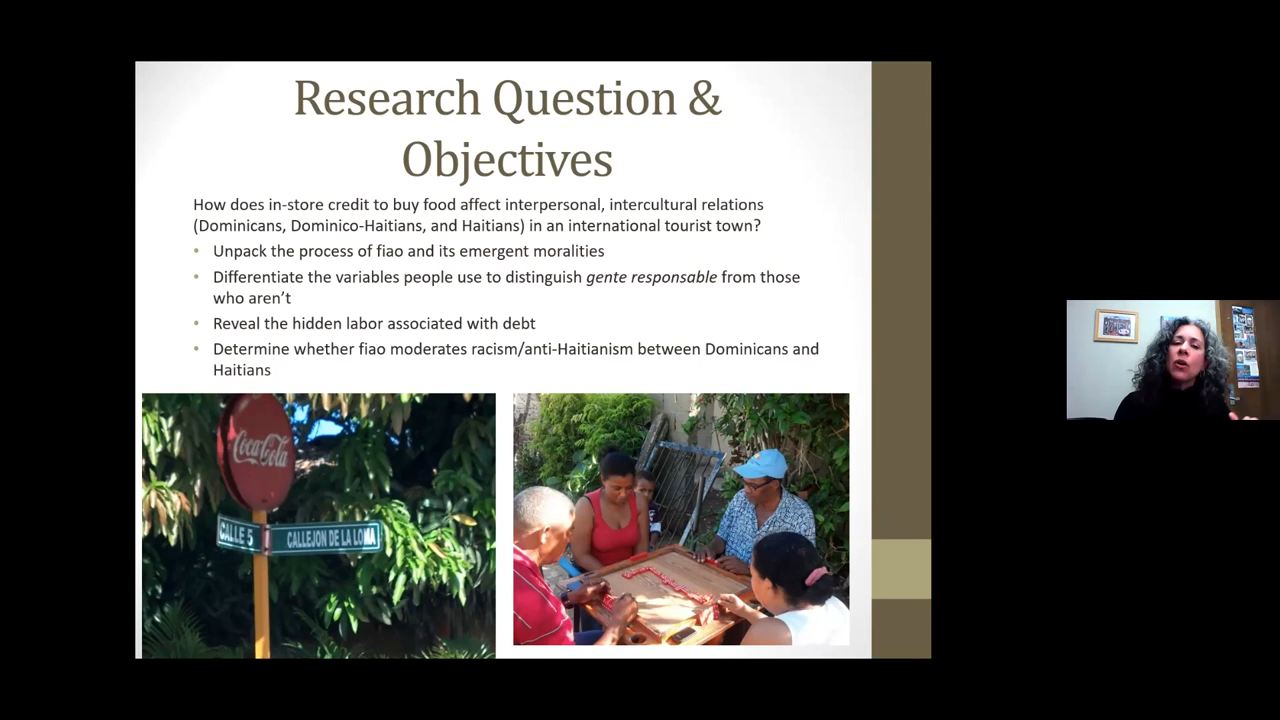 Research Question &
Objectives
How does in-store credit to buy food affect interpersonal, intercultural relations
(Dominicans, Dominico-Haitians, and Haitians) in an international tourist town?
• Unpack the process of fiao and its emergent moralities
• Differentiate the variables people use to distinguish gente responsable from those
who aren’t
• Reveal the hidden labor associated with debt
• Determine whether fiao moderates racism/anti-Haitianism between Dominicans and
Haitians
Coca-Cola
CALLE 5
CALLEJON DE LA LOMA